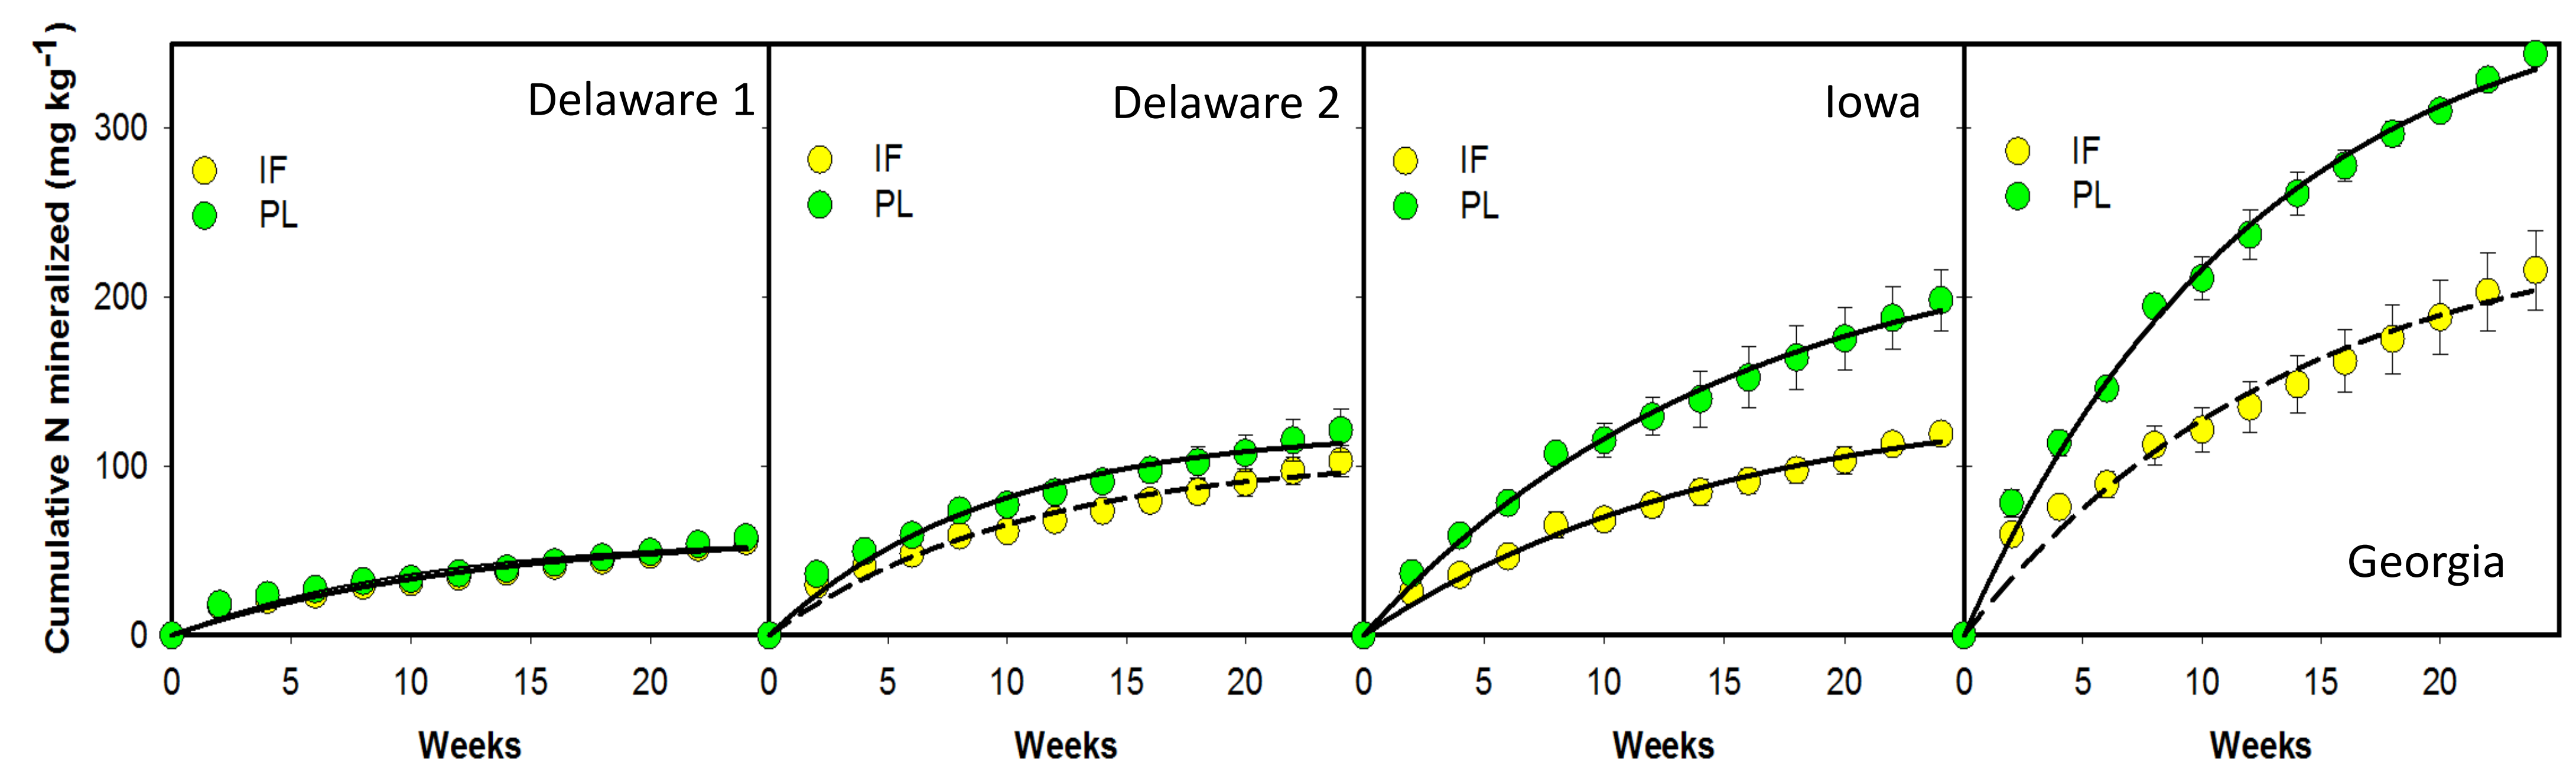 Cumulative N mineralized (mg kg⁻¹)
300
200
100
0
Delaware 1
IF
PL
0 5 10 15 20
Weeks
Delaware 2
IF
PL
0 5 10 15 20
Weeks
Iowa
IF
PL
0 5 10 15 20
Weeks
IF
PL
Georgia
0 5 10 15 20
Weeks